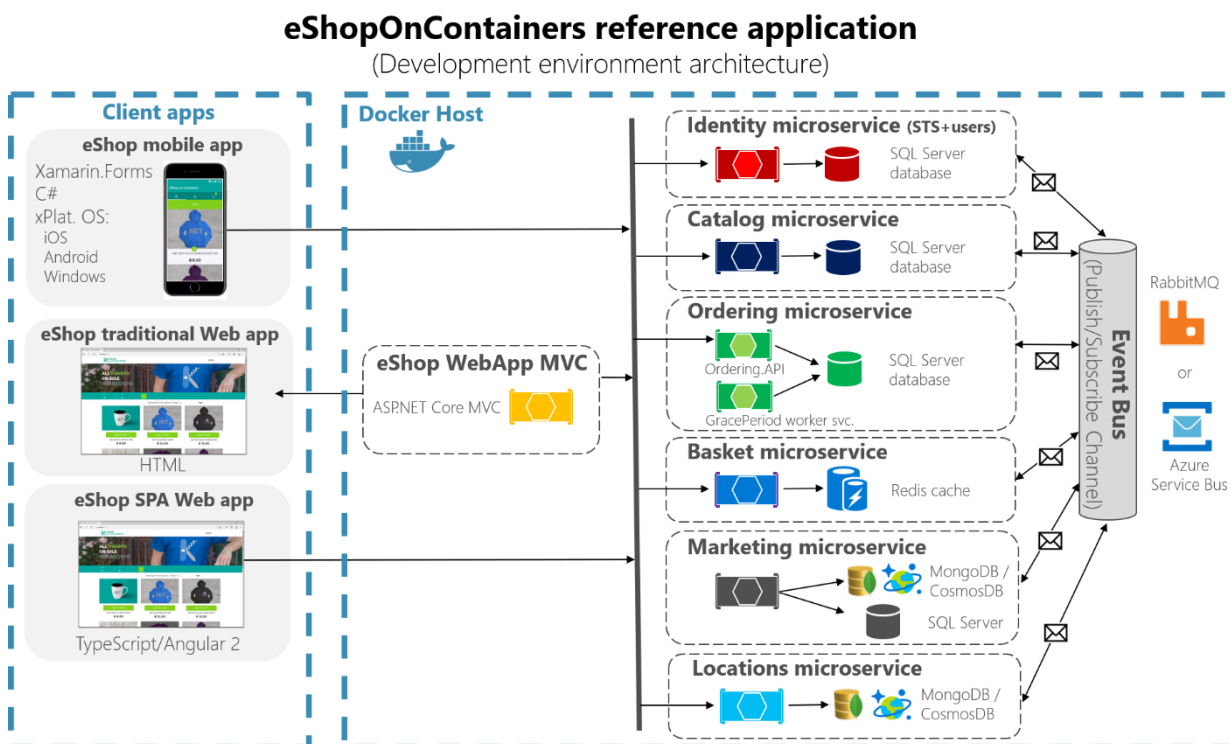 eShopOnContainers reference application
(Development environment architecture)
Client apps
eShop mobile app
Xamarin.Forms
C#
xPlat. OS:
iOS
Android
Windows
eShop traditional Web app
HTML
eShop SPA Web app
TypeScript/Angular 2
Docker Host
eShop WebApp MVC
ASP.NET Core MVC
Identity microservice (STS+users)
SQL Server
database
Catalog microservice
SQL Server
database
Ordering microservice
Ordering.API
SQL Server
database
GracePeriod worker svc.
Basket microservice
Redis cache
Marketing microservice
MongoDB /
CosmosDB
SQL Server
Locations microservice
MongoDB /
CosmosDB
Event Bus
(Publish/Subscribe Channel)
RabbitMQ
or
Azure
Service Bus